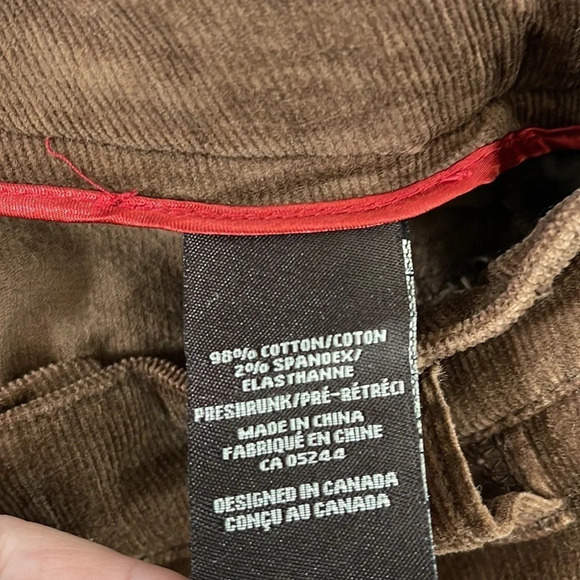 98% COTTON/COTON
2% SPANDEX/
ELASTHANNE
PRESHRUNK/PRÉ-RÉTRÉCI
MADE IN CHINA
FABRIQUÉ EN CHINE
CA 05244
DESIGNED IN CANADA
CONÇU AU CANADA